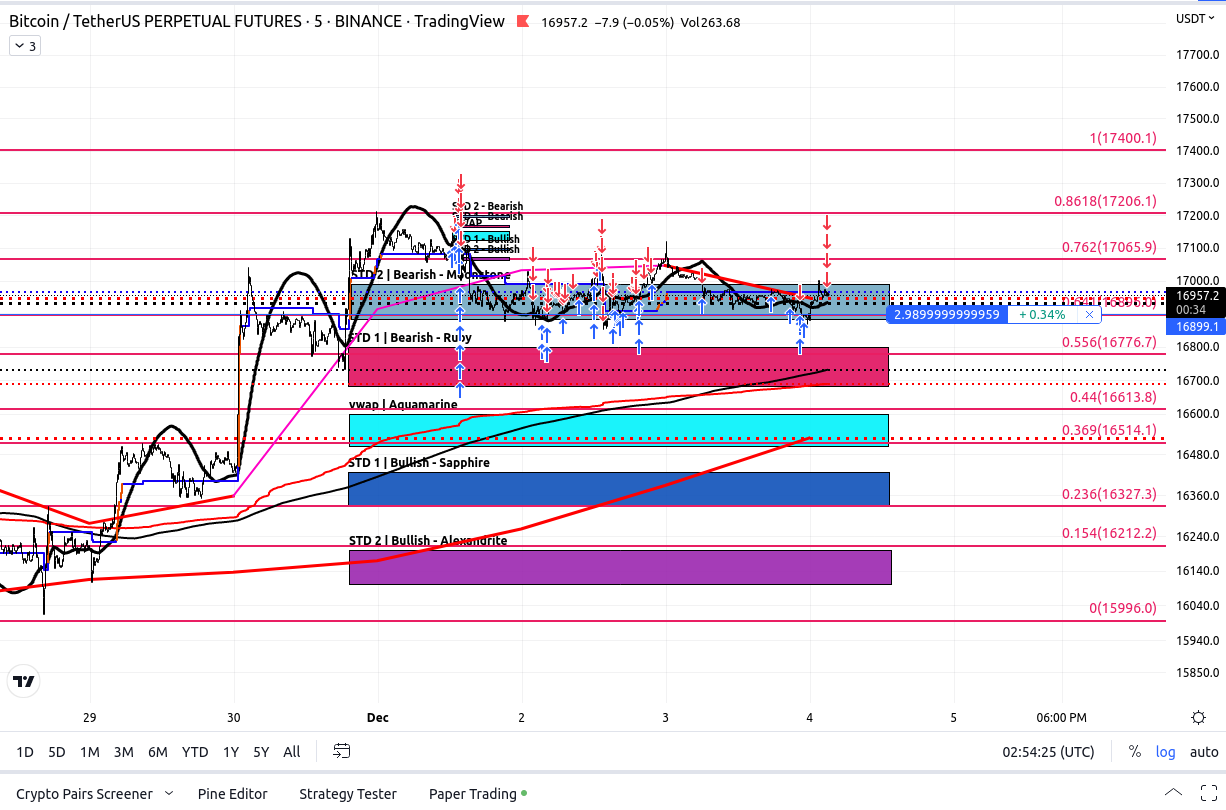 Bitcoin / TetherUS PERPETUAL FUTURES · 5 · BINANCE · TradingView 16957.2 −7.9 (−0.05%) Vol263.68
USDT
3
17700.0
17600.0
17500.0
1(17400.1)
17400.0
17300.0
0.8618(17206.1)
17200.0
STD 2 - Bearish
STD 1 - Bearish
STD 1 - Bullish
STD 2 - Bullish
0.762(17065.9)
17100.0
STD 2 | Bearish - Moonstone
17000.0
16957.2
00:34
2.9899999999959 + 0.34%
16899.1
STD 1 | Bearish - Ruby
0.556(16776.7)
16800.0
16700.0
0.44(16613.8)
vwap | Aquamarine
16600.0
0.369(16514.1)
STD 1 | Bullish - Sapphire
16480.0
0.236(16327.3)
16360.0
STD 2 | Bullish - Alexandrite
0.154(16212.2)
16240.0
16140.0
0(15996.0)
16040.0
15940.0
15850.0
29 30 Dec 2 3 4 5 06:00 PM
1D 5D 1M 3M 6M YTD 1Y 5Y All 02:54:25 (UTC) % log auto
Crypto Pairs Screener Pine Editor Strategy Tester Paper Trading